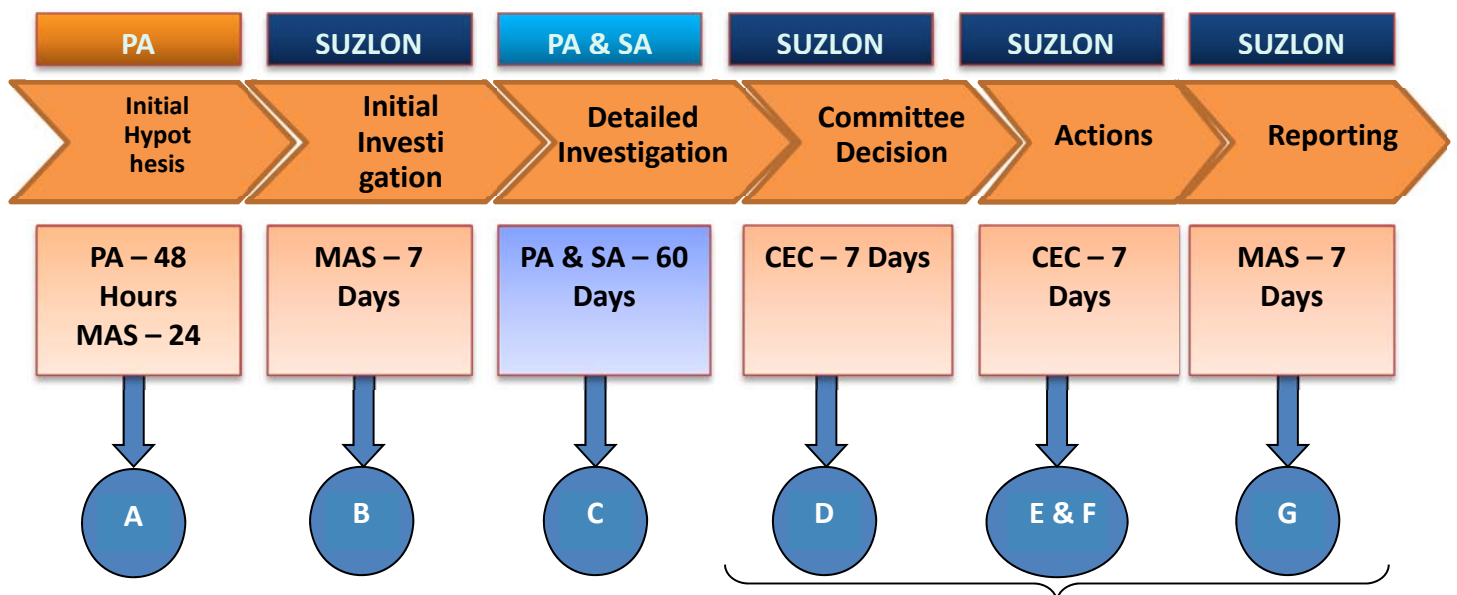 PA
SUZLON
PA & SA
SUZLON
SUZLON
SUZLON
Initial
Hypot
hesis
Initial
Investi
gation
Detailed
Investigation
Committee
Decision
Actions
Reporting
PA – 48
Hours
MAS – 24
MAS – 7
Days
PA & SA – 60
Days
CEC – 7 Days
CEC – 7
Days
MAS – 7
Days
A
B
C
D
E & F
G